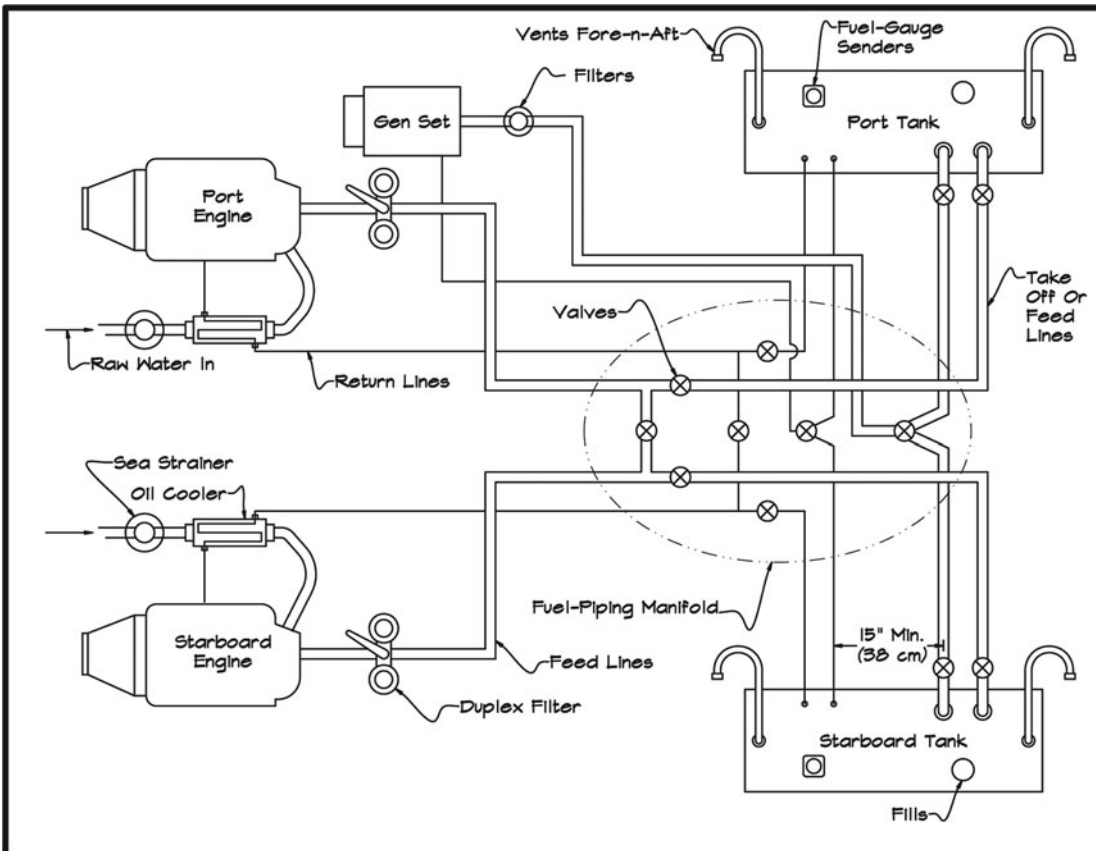 Vents Fore-n-Aft
Fuel-Gauge
Senders
Filters
Gen Set
Port Tank
Port
Engine
Take
Off Or
Feed
Lines
Valves
Raw Water In
Return Lines
Sea Strainer
Oil Cooler
Fuel-Piping Manifold
15" Min.
(38 cm)
Starboard
Engine
Feed Lines
Duplex Filter
Starboard Tank
Fills